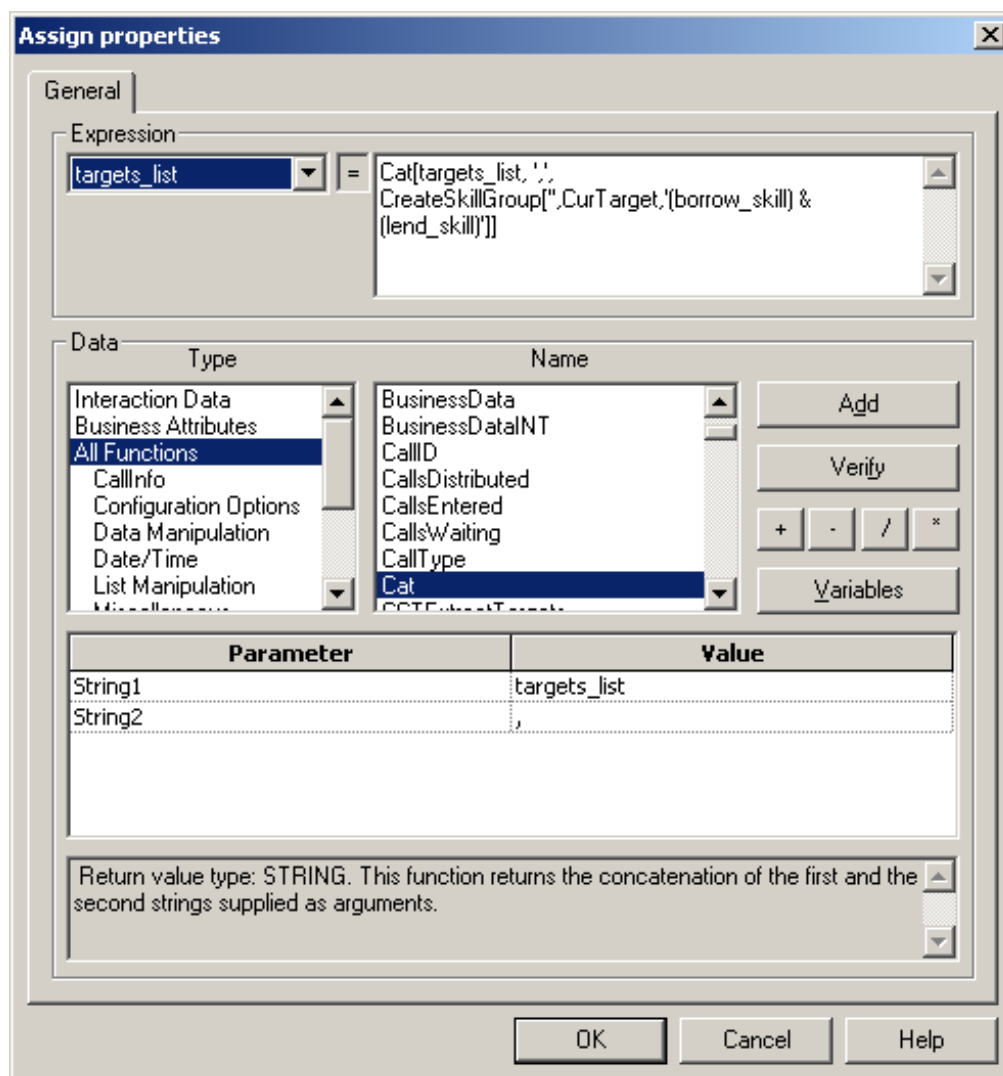 Assign properties
General
Expression
targets_list
=
Cat[targets_list, ',',
CreateSkillGroup['',CurTarget,'(borrow_skill) &
(lend_skill)']]
Data
Type
Name
Interaction Data
Business Attributes
All Functions
CallInfo
Configuration Options
Data Manipulation
Date/Time
List Manipulation
BusinessData
BusinessDataINT
CallID
CallsDistributed
CallsEntered
CallsWaiting
CallType
Cat
Add
Verify
+ - / *
Variables
Parameter Value
String1 targets_list
String2 ,
Return value type: STRING. This function returns the concatenation of the first and the
second strings supplied as arguments.
OK Cancel Help